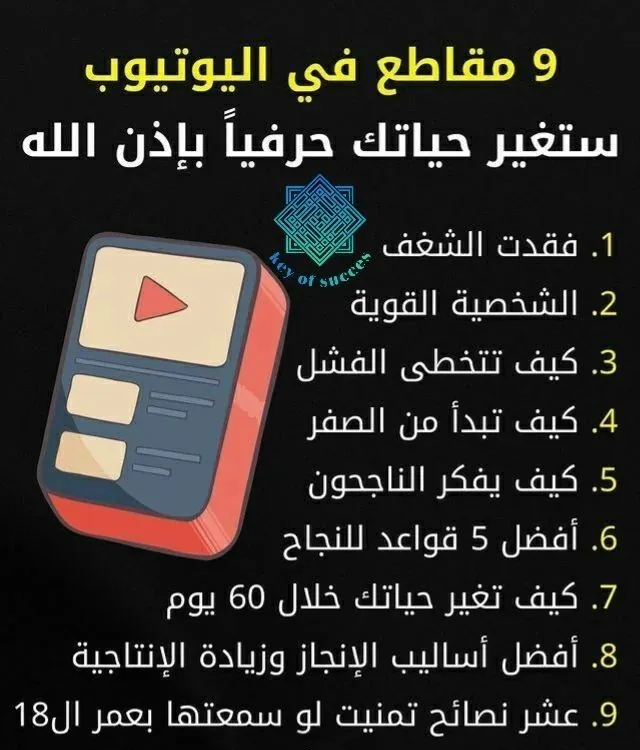 9 مقاطع في اليوتيوب
ستغير حياتك حرفياً بإذن الله
key of succes
1. فقدت الشغف
2. الشخصية القوية
3. كيف تتخطى الفشل
4. كيف تبدأ من الصفر
5. كيف يفكر الناجحون
6. أفضل 5 قواعد للنجاح
7. كيف تغير حياتك خلال 60 يوم
8. أفضل أساليب الإنجاز وزيادة الإنتاجية
9. عشر نصائح تمنيت لو سمعتها بعمر ال18